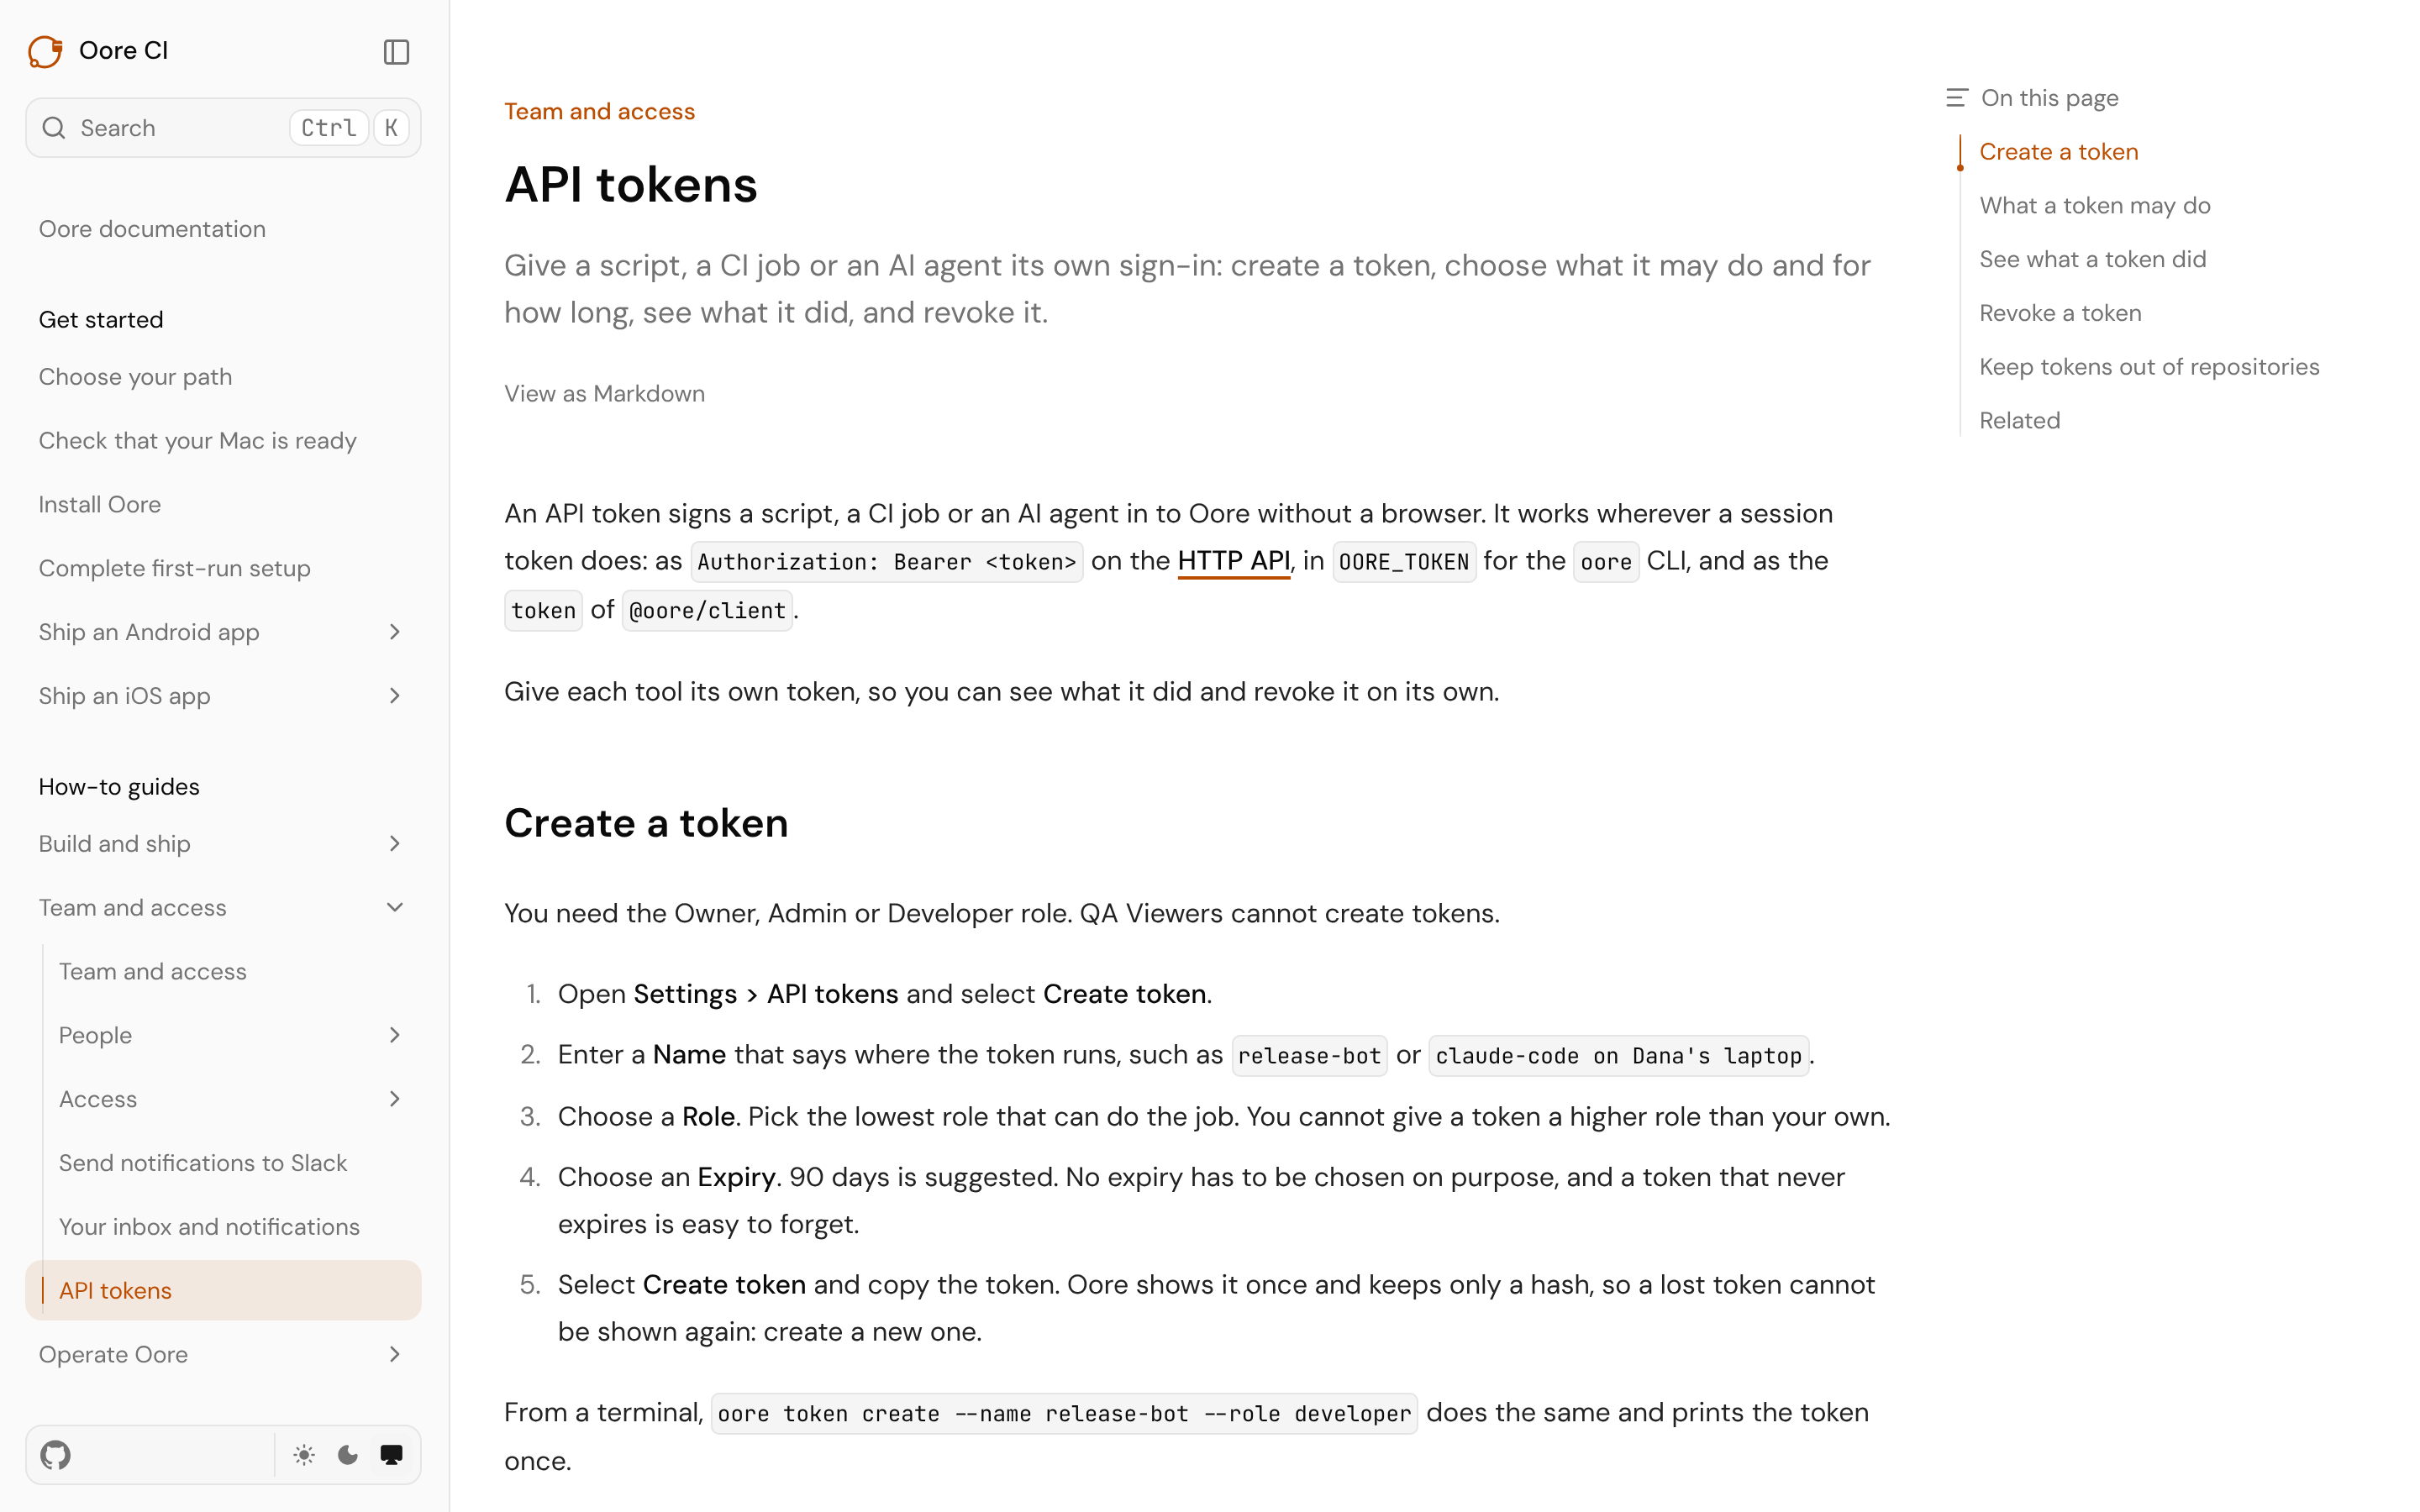 Oore CI
Search
Ctrl K
Oore documentation
Get started
Choose your path
Check that your Mac is ready
Install Oore
Complete first-run setup
Ship an Android app
Ship an iOS app
How-to guides
Build and ship
Team and access
Team and access
People
Access
Send notifications to Slack
Your inbox and notifications
API tokens
Operate Oore
Team and access
API tokens
Give a script, a CI job or an AI agent its own sign-in: create a token, choose what it may do and for
how long, see what it did, and revoke it.
View as Markdown
An API token signs a script, a CI job or an AI agent in to Oore without a browser. It works wherever a session
token does: as Authorization: Bearer <token> on the HTTP API, in OORE_TOKEN for the oore CLI, and as the
token of @oore/client.
Give each tool its own token, so you can see what it did and revoke it on its own.
Create a token
You need the Owner, Admin or Developer role. QA Viewers cannot create tokens.
1. Open Settings > API tokens and select Create token.
2. Enter a Name that says where the token runs, such as release-bot or claude-code on Dana's laptop.
3. Choose a Role. Pick the lowest role that can do the job. You cannot give a token a higher role than your own.
4. Choose an Expiry. 90 days is suggested. No expiry has to be chosen on purpose, and a token that never
expires is easy to forget.
5. Select Create token and copy the token. Oore shows it once and keeps only a hash, so a lost token cannot
be shown again: create a new one.
From a terminal, oore token create --name release-bot --role developer does the same and prints the token
once.
On this page
Create a token
What a token may do
See what a token did
Revoke a token
Keep tokens out of repositories
Related